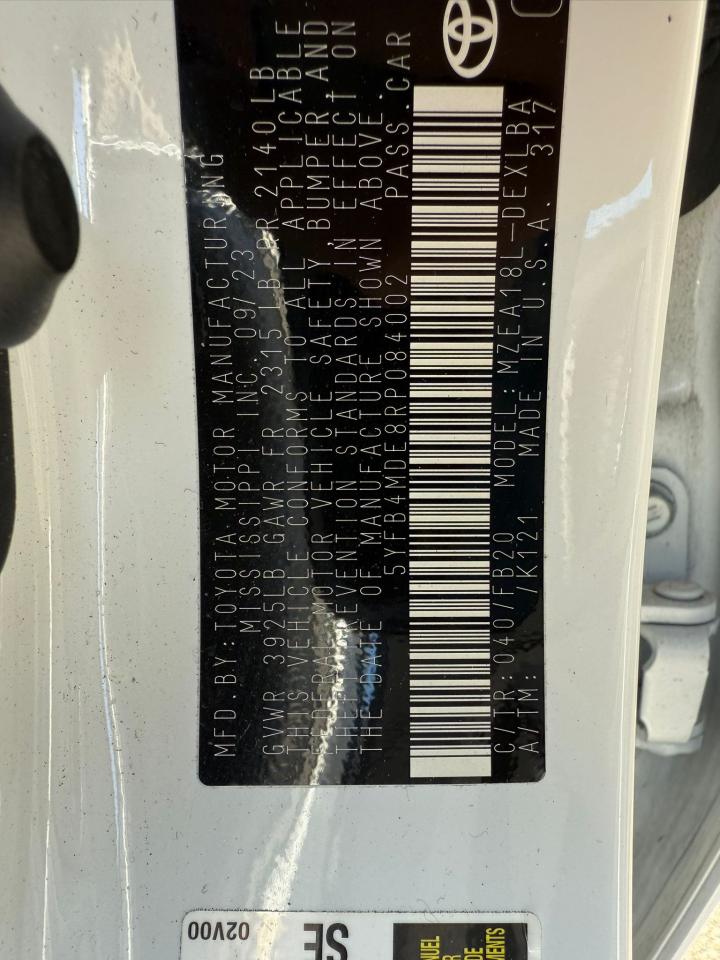 MFD.BY:TOYOTA MOTOR MANUFACTURING
MISSISSIPPI INC. 09/23
GVWR 3925LB GAWR FR 2315LB RR 2140LB
THIS VEHICLE CONFORMS TO ALL APPLICABLE
FEDERAL MOTOR VEHICLE SAFETY, BUMPER AND
THEFT PREVENTION STANDARDS IN EFFECT ON
THE DATE OF MANUFACTURE SHOWN ABOVE.
5YFB4MDE8RP084002 PASS.CAR
C/TR:040/FB20 MODEL:MZEA18L-DEXLBA
A/TM: /K121 MADE IN U.S.A. 317
02V00
SE